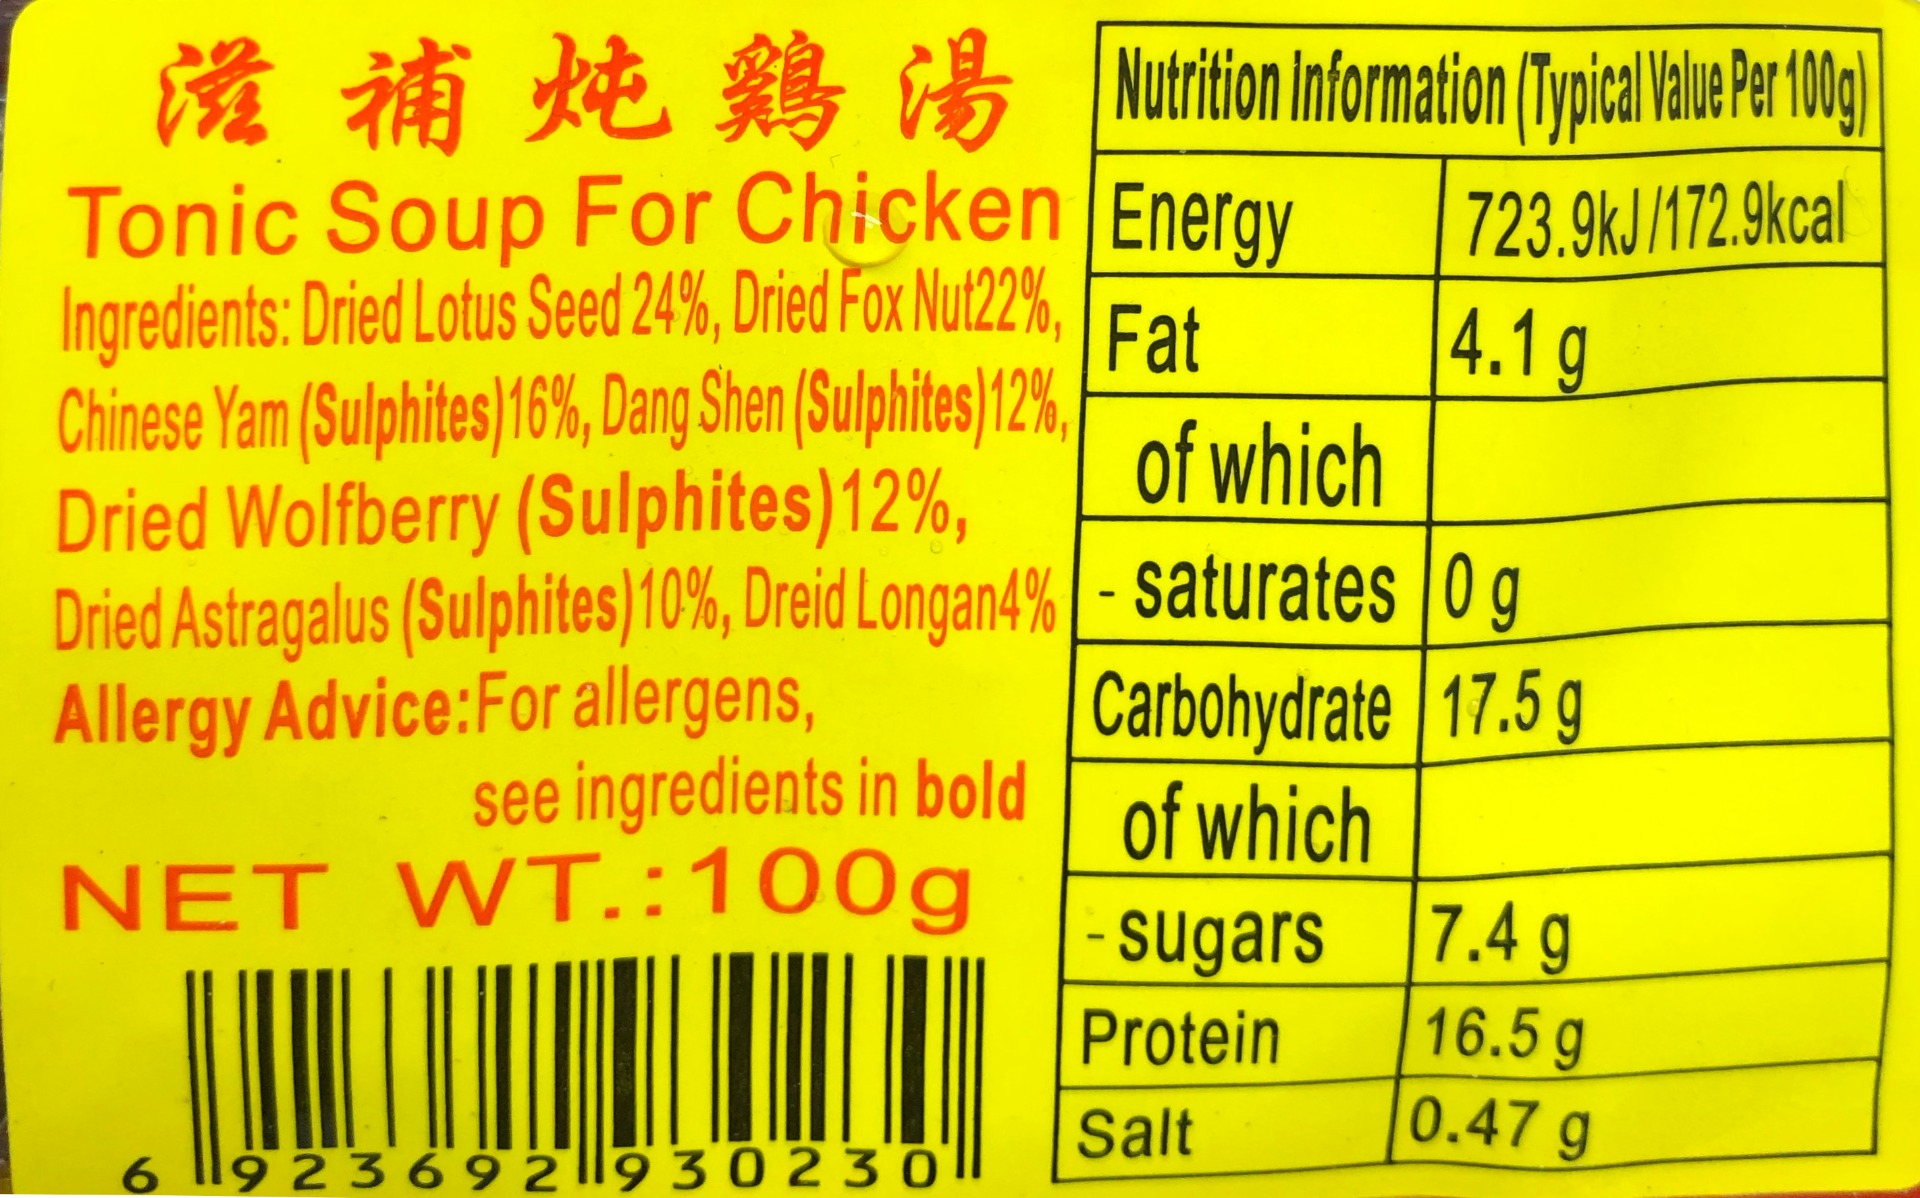 滋補炖鷄湯
Tonic Soup For Chicken
Ingredients: Dried Lotus Seed 24%, Dried Fox Nut22%,
Chinese Yam (Sulphites)16%, Dang Shen (Sulphites)12%,
Dried Wolfberry (Sulphites)12%,
Dried Astragalus (Sulphites)10%, Dreid Longan4%
Allergy Advice:For allergens,
see ingredients in bold
NET WT.:100g
6 923692 930230
Nutrition Information (Typical Value Per 100g)
Energy 723.9kJ/172.9kcal
Fat 4.1 g
of which
- saturates 0 g
Carbohydrate 17.5 g
of which
- sugars 7.4 g
Protein 16.5 g
Salt 0.47 g